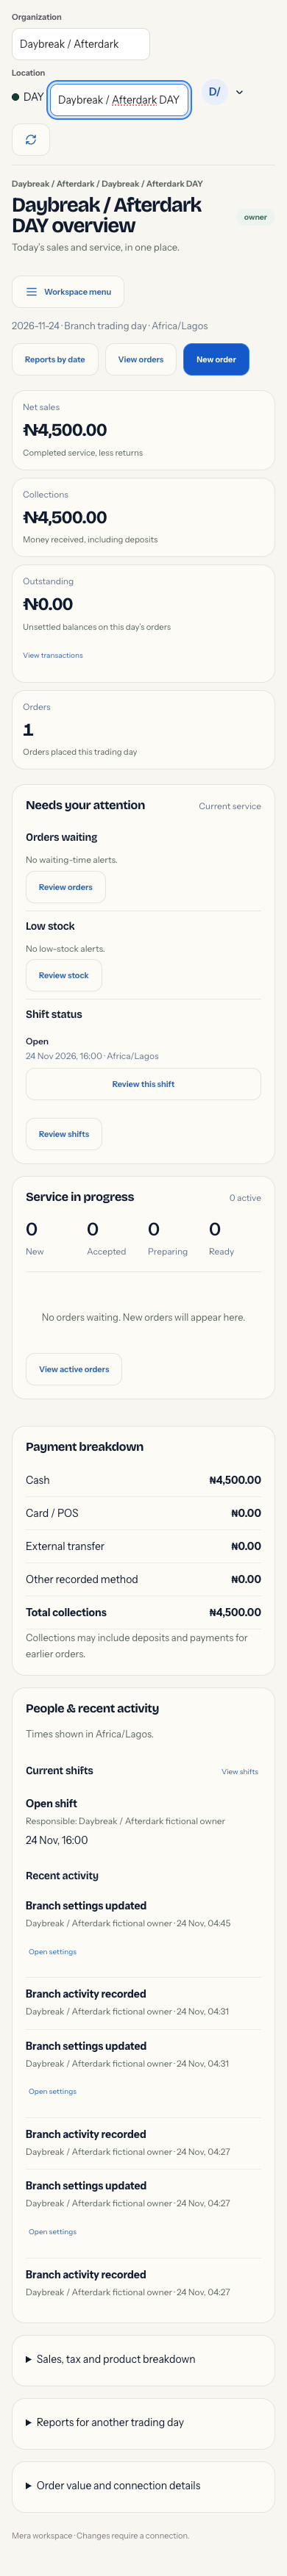 Organization
Daybreak / Afterdark
Location
DAY
Daybreak / Afterdark DAY
D/
Daybreak / Afterdark / Daybreak / Afterdark DAY
Daybreak / Afterdark
DAY overview
owner
Today's sales and service, in one place.
Workspace menu
2026-11-24 · Branch trading day · Africa/Lagos
Reports by date
View orders
New order
Net sales
₦4,500.00
Completed service, less returns
Collections
₦4,500.00
Money received, including deposits
Outstanding
₦0.00
Unsettled balances on this day's orders
View transactions
Orders
1
Orders placed this trading day
Needs your attention
Current service
Orders waiting
No waiting-time alerts.
Review orders
Low stock
No low-stock alerts.
Review stock
Shift status
Open
24 Nov 2026, 16:00 · Africa/Lagos
Review this shift
Review shifts
Service in progress
0 active
0 0 0 0
New Accepted Preparing Ready
No orders waiting. New orders will appear here.
View active orders
Payment breakdown
Cash ₦4,500.00
Card / POS ₦0.00
External transfer ₦0.00
Other recorded method ₦0.00
Total collections ₦4,500.00
Collections may include deposits and payments for
earlier orders.
People & recent activity
Times shown in Africa/Lagos.
Current shifts
View shifts
Open shift
Responsible: Daybreak / Afterdark fictional owner
24 Nov, 16:00
Recent activity
Branch settings updated
Daybreak / Afterdark fictional owner · 24 Nov, 04:45
Open settings
Branch activity recorded
Daybreak / Afterdark fictional owner · 24 Nov, 04:31
Branch settings updated
Daybreak / Afterdark fictional owner · 24 Nov, 04:31
Open settings
Branch activity recorded
Daybreak / Afterdark fictional owner · 24 Nov, 04:27
Branch settings updated
Daybreak / Afterdark fictional owner · 24 Nov, 04:27
Open settings
Branch activity recorded
Daybreak / Afterdark fictional owner · 24 Nov, 04:27
Sales, tax and product breakdown
Reports for another trading day
Order value and connection details
Mera workspace · Changes require a connection.